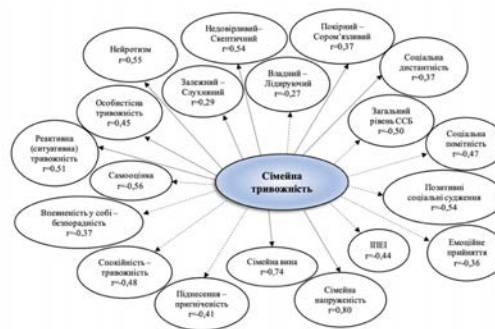 Недовірливий –
Скептичний
r=0,54
Покірний –
Сором’язливий
r=0,37
Нейротизм
r=0,55
Соціальна
дистантність
r=0,37
Залежний –
Слухняний
r=0,29
Владний –
Лідируючий
r=-0,27
Особистісна
тривожність
r=0,45
Загальний
рівень ССБ
r=-0,50
Реактивна
(ситуативна)
тривожність
r=0,51
Соціальна
помітність
r=-0,47
Самооцінка
r=-0,56
Сімейна
тривожність
Позитивні
соціальні судження
r=-0,54
Впевненість у собі –
безпорадність
r=-0,37
Емоційне
прийняття
r=-0,36
ІПЕІ
r=-0,44
Спокійність –
тривожність
r=-0,48
Сімейна вина
r=0,74
Піднесення –
пригніченість
r=-0,41
Сімейна
напруженість
r=0,80